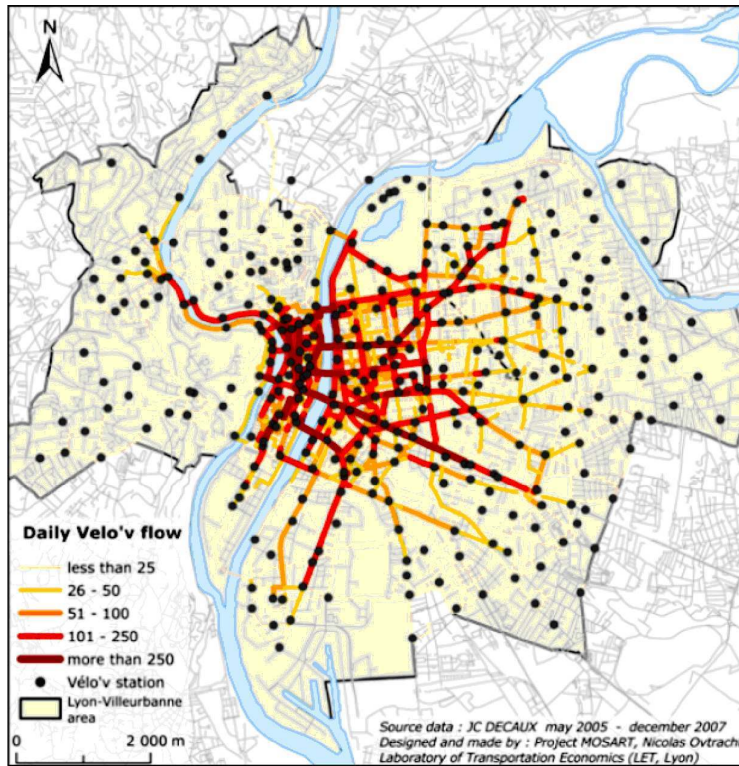 N
Daily Velo'v flow
less than 25
26 - 50
51 - 100
101 - 250
more than 250
Vélo'v station
Lyon-Villeurbanne
area
0 2 000 m
Source data : JC DECAUX may 2005 - december 2007
Designed and made by : Project MOSART, Nicolas Ovtracht
Laboratory of Transportation Economics (LET, Lyon)